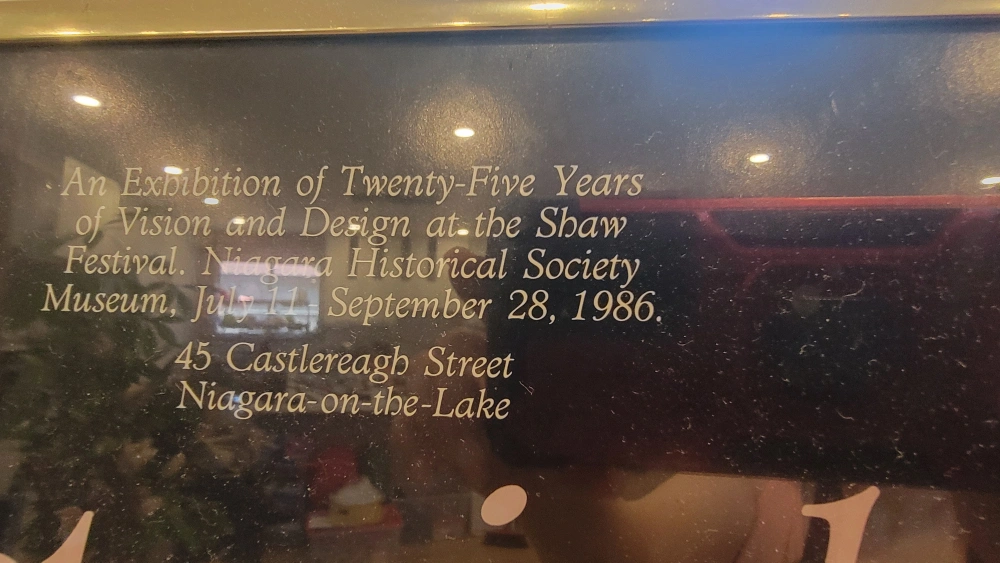 An Exhibition of Twenty-Five Years
of Vision and Design at the Shaw
Festival. Niagara Historical Society
Museum, July 11 - September 28, 1986.
45 Castlereagh Street
Niagara-on-the-Lake